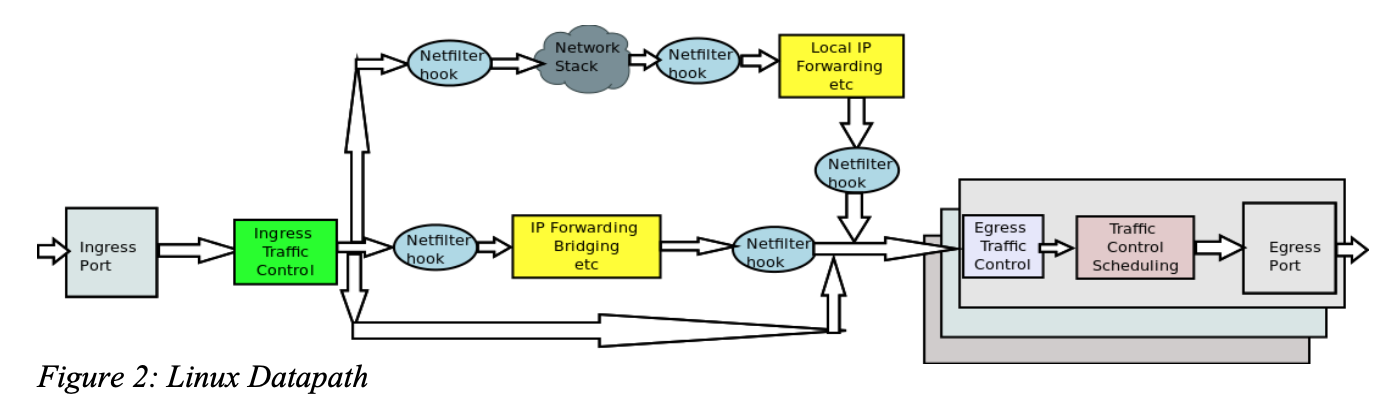 Netfilter
hook
Network
Stack
Netfilter
hook
Local IP
Forwarding
etc
Netfilter
hook
Ingress
Port
Ingress
Traffic
Control
Netfilter
hook
IP Forwarding
Bridging
etc
Netfilter
hook
Egress
Traffic
Control
Traffic
Control
Scheduling
Egress
Port
Figure 2: Linux Datapath